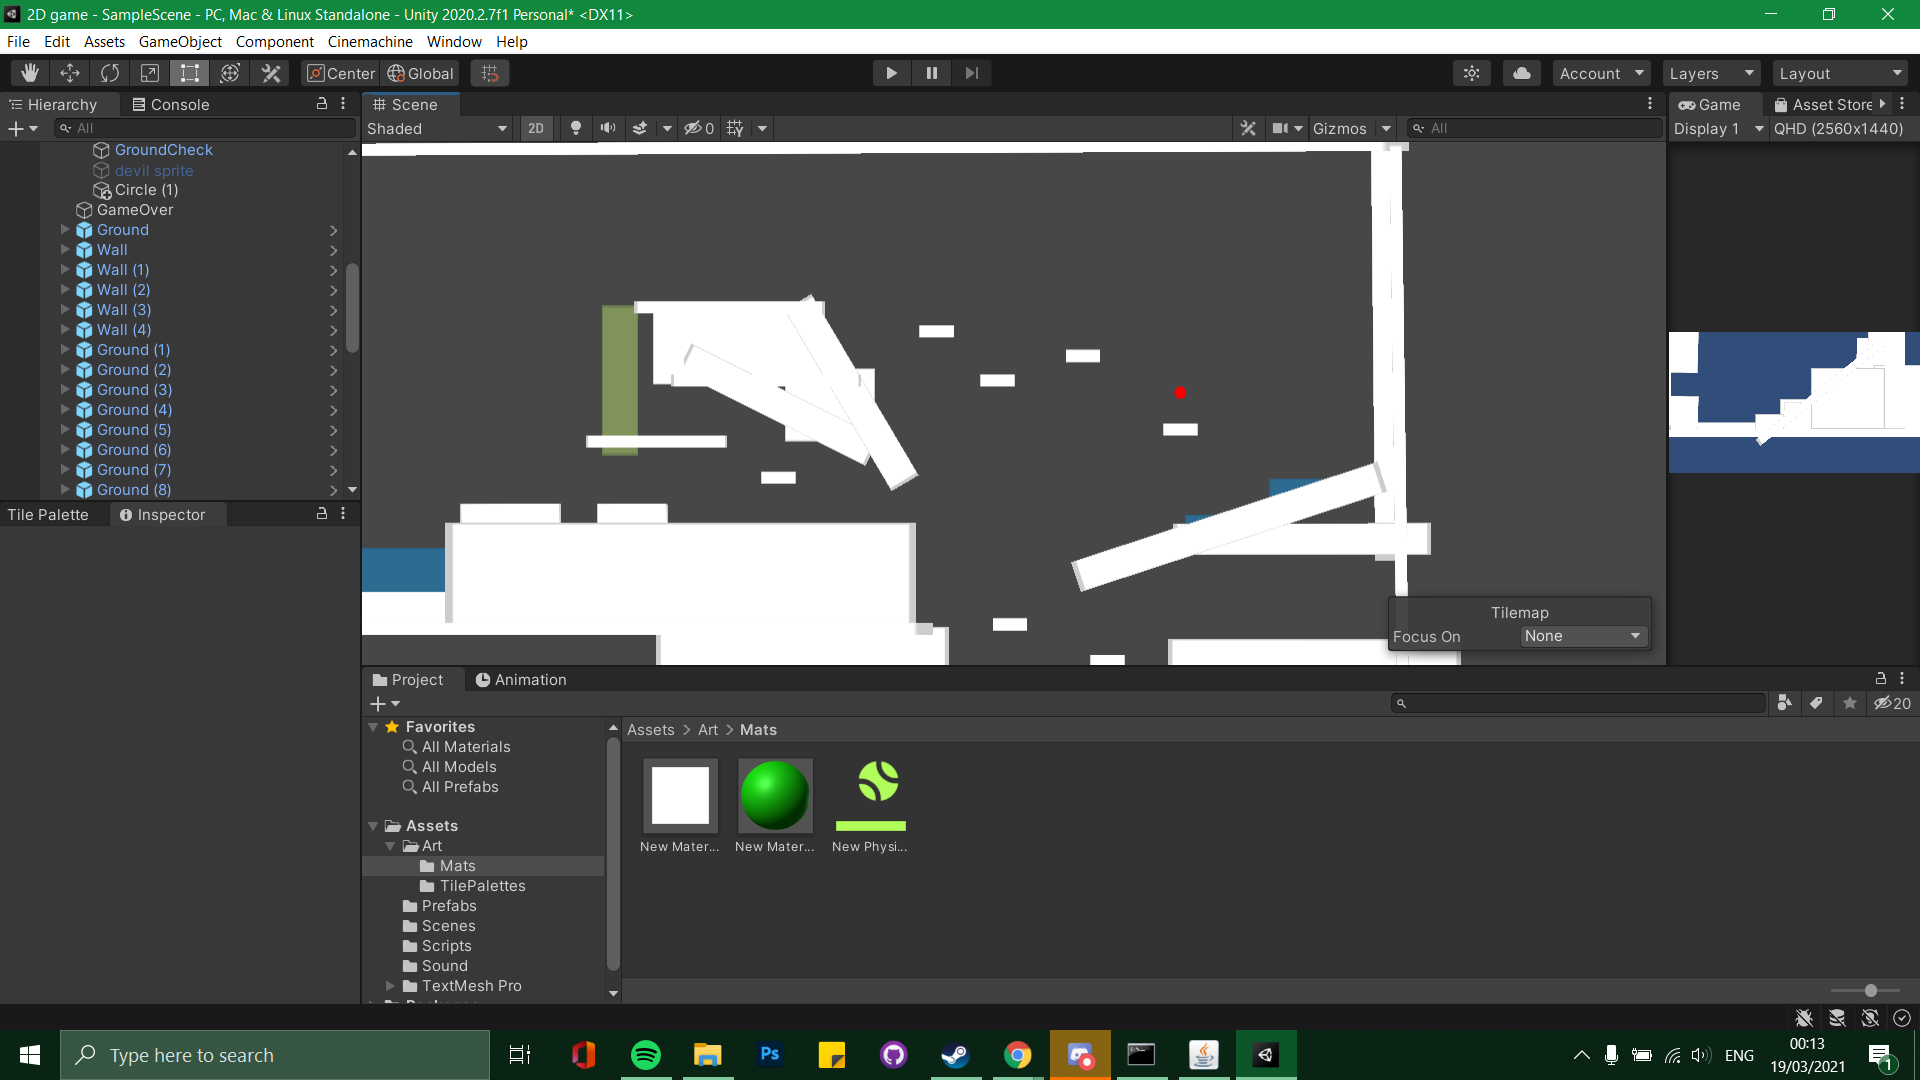 2D game - SampleScene - PC, Mac & Linux Standalone - Unity 2020.2.7f1 Personal* <DX11>
File Edit Assets GameObject Component Cinemachine Window Help
Center Global Account Layers Layout
Hierarchy Console Scene Game Asset Store
All Shaded 2D 0 Gizmos All Display 1 QHD (2560x1440)
GroundCheck
devil sprite
Circle (1)
GameOver
Ground
Wall
Wall (1)
Wall (2)
Wall (3)
Wall (4)
Ground (1)
Ground (2)
Ground (3)
Ground (4)
Ground (5)
Ground (6)
Ground (7)
Ground (8)
Tile Palette Inspector
Tilemap
Focus On None
Project Animation
20
Favorites
All Materials
All Models
All Prefabs
Assets
Art
Mats
TilePalettes
Prefabs
Scenes
Scripts
Sound
TextMesh Pro
Assets > Art > Mats
New Mater... New Mater... New Physi...
Type here to search
Ps
ENG
00:13
19/03/2021
1